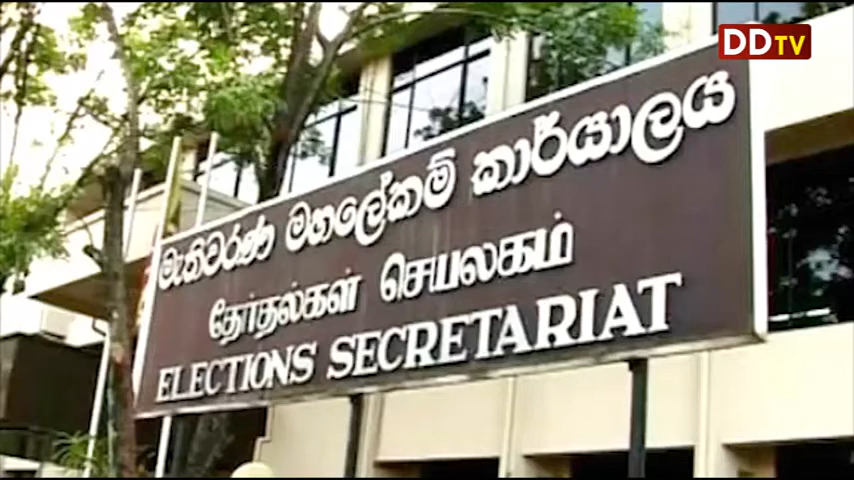 DDTV
මැතිවරණ මහලේකම් කාර්යාලය
தேர்தல்கள் செயலகம்
ELECTIONS SECRETARIAT